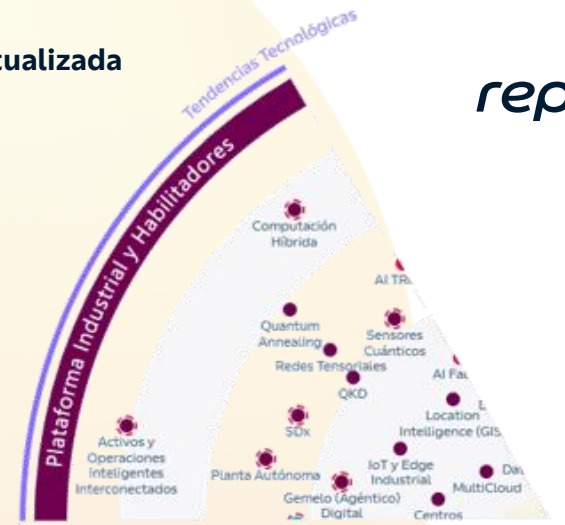 tualizada
rep
Tendencias Tecnológicas
Plataforma Industrial y Habilitadores
Computación
Híbrida
AI TR
Quantum
Annealing
Sensores
Cuánticos
Redes Tensoriales
QKD
AI Fa
Location
Intelligence (GIS
SDx
Activos y
Operaciones
Inteligentes
Interconectados
Planta Autónoma
IoT y Edge
Industrial
Da
MultiCloud
Gemelo (Agéntico)
Digital
Centros